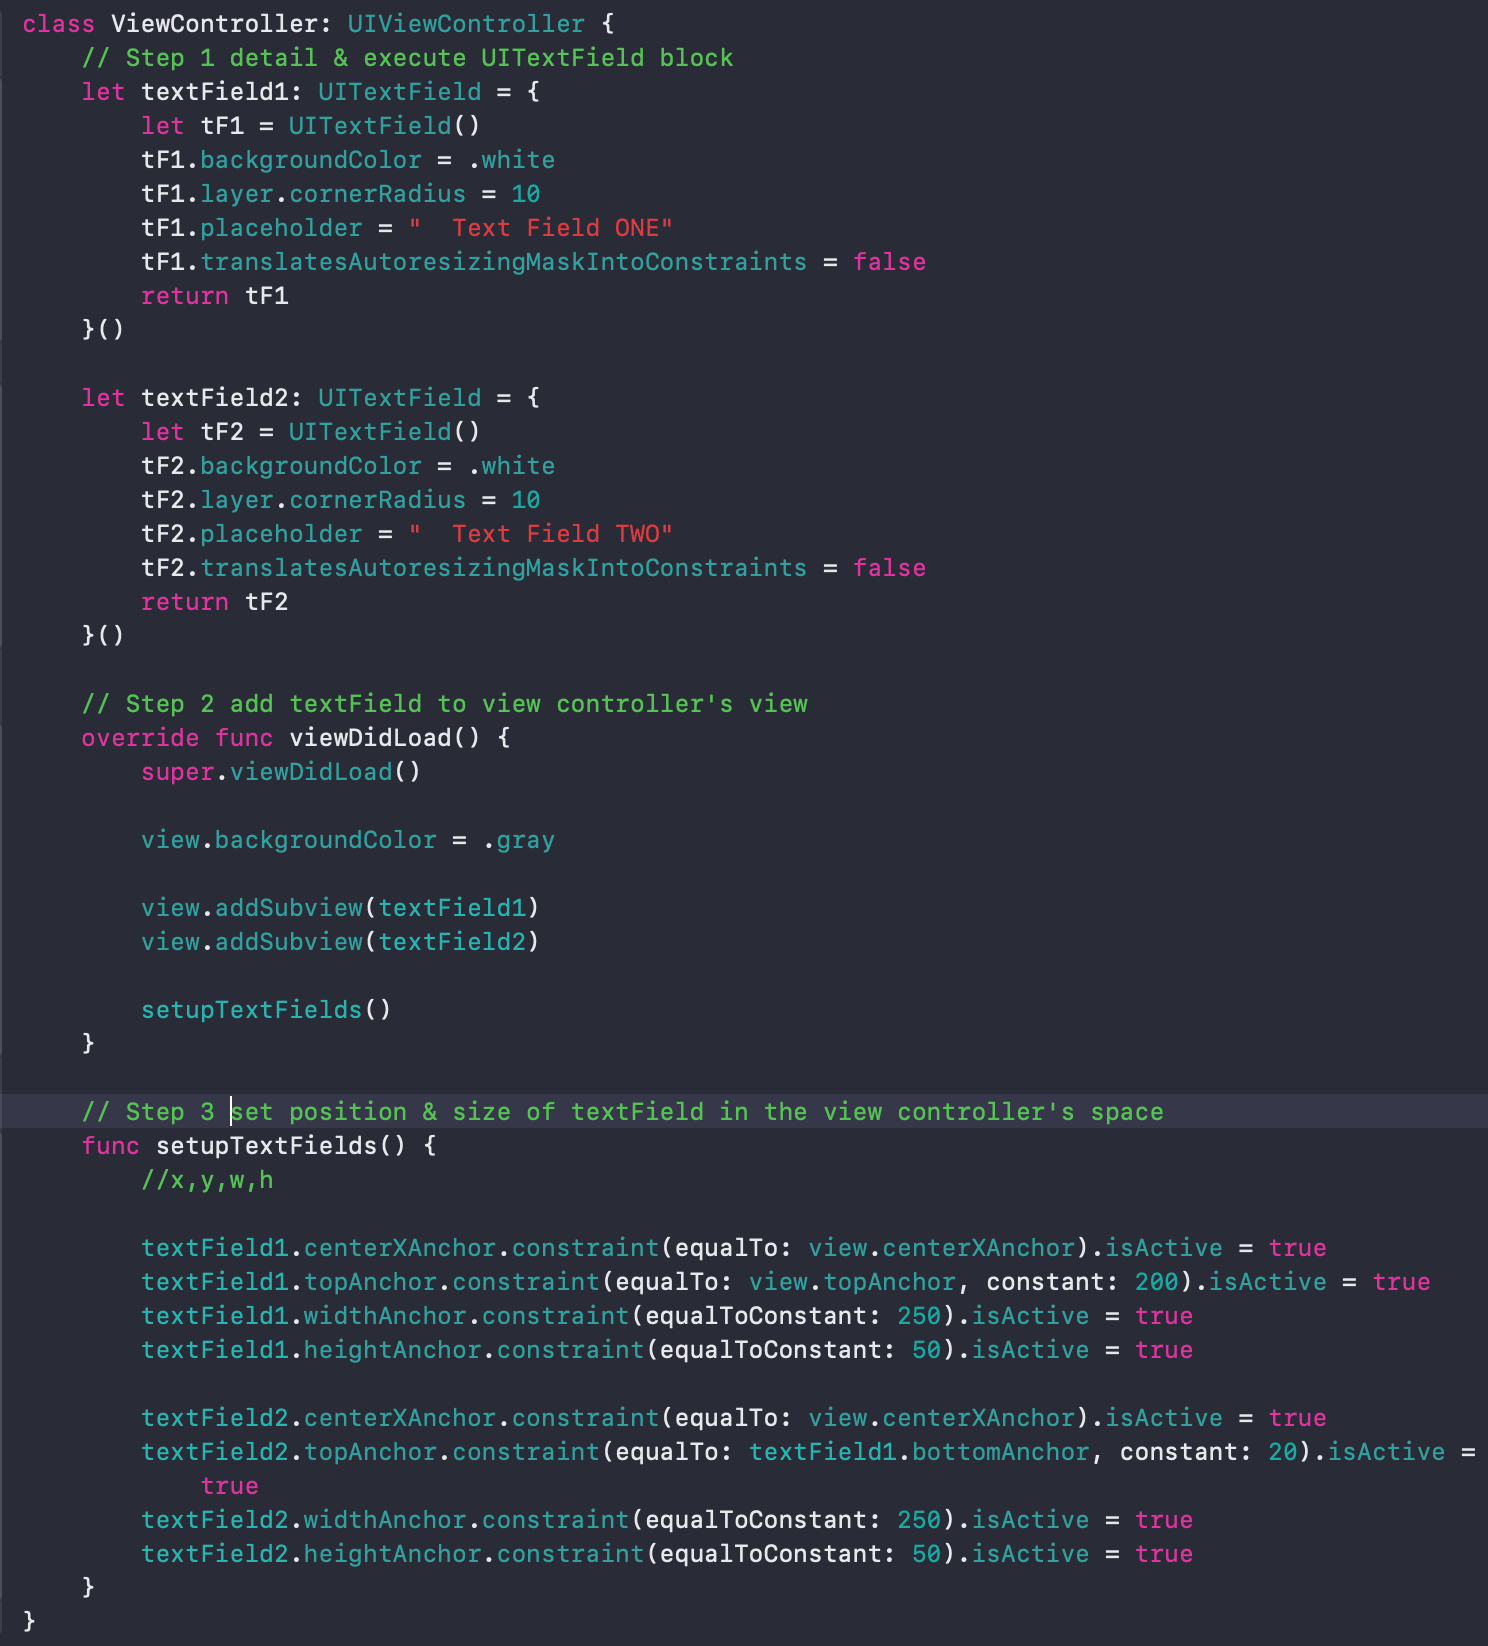 class ViewController: UIViewController {
    // Step 1 detail & execute UITextField block
    let textField1: UITextField = {
        let tF1 = UITextField()
        tF1.backgroundColor = .white
        tF1.layer.cornerRadius = 10
        tF1.placeholder = "  Text Field ONE"
        tF1.translatesAutoresizingMaskIntoConstraints = false
        return tF1
    }()

    let textField2: UITextField = {
        let tF2 = UITextField()
        tF2.backgroundColor = .white
        tF2.layer.cornerRadius = 10
        tF2.placeholder = "  Text Field TWO"
        tF2.translatesAutoresizingMaskIntoConstraints = false
        return tF2
    }()

    // Step 2 add textField to view controller's view
    override func viewDidLoad() {
        super.viewDidLoad()

        view.backgroundColor = .gray

        view.addSubview(textField1)
        view.addSubview(textField2)

        setupTextFields()
    }

    // Step 3 set position & size of textField in the view controller's space
    func setupTextFields() {
        //x,y,w,h

        textField1.centerXAnchor.constraint(equalTo: view.centerXAnchor).isActive = true
        textField1.topAnchor.constraint(equalTo: view.topAnchor, constant: 200).isActive = true
        textField1.widthAnchor.constraint(equalToConstant: 250).isActive = true
        textField1.heightAnchor.constraint(equalToConstant: 50).isActive = true

        textField2.centerXAnchor.constraint(equalTo: view.centerXAnchor).isActive = true
        textField2.topAnchor.constraint(equalTo: textField1.bottomAnchor, constant: 20).isActive =
            true
        textField2.widthAnchor.constraint(equalToConstant: 250).isActive = true
        textField2.heightAnchor.constraint(equalToConstant: 50).isActive = true
    }
}